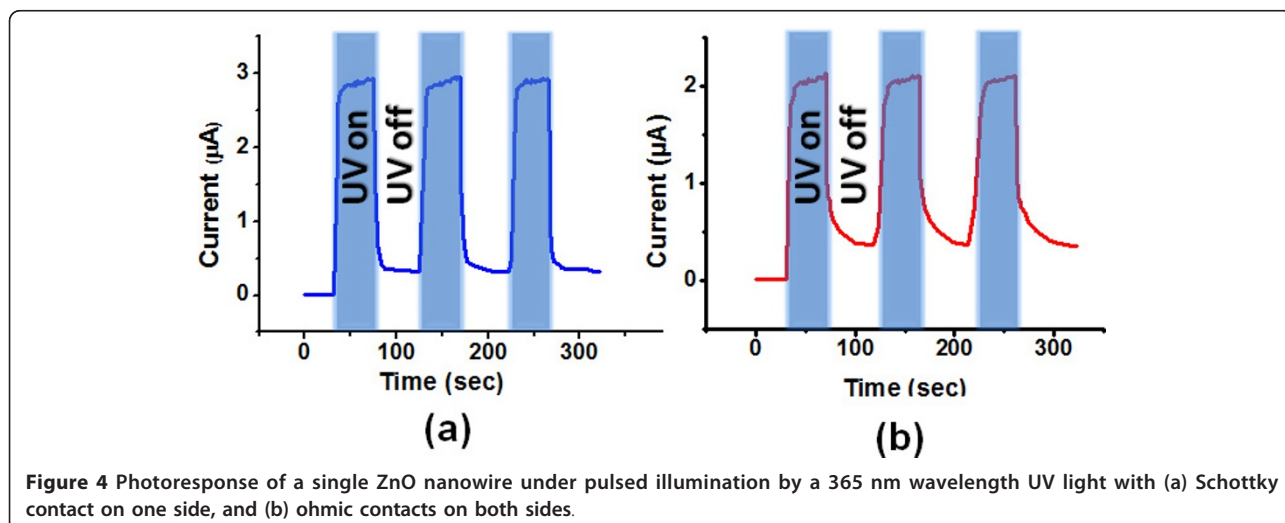 3
2
1
0
Current (µA)
UV on
UV off
0
100
200
300
Time (sec)
(a)
2
1
0
Current (µA)
UV on
UV off
0
100
200
300
Time (sec)
(b)
Figure 4 Photoresponse of a single ZnO nanowire under pulsed illumination by a 365 nm wavelength UV light with (a) Schottky
contact on one side, and (b) ohmic contacts on both sides.